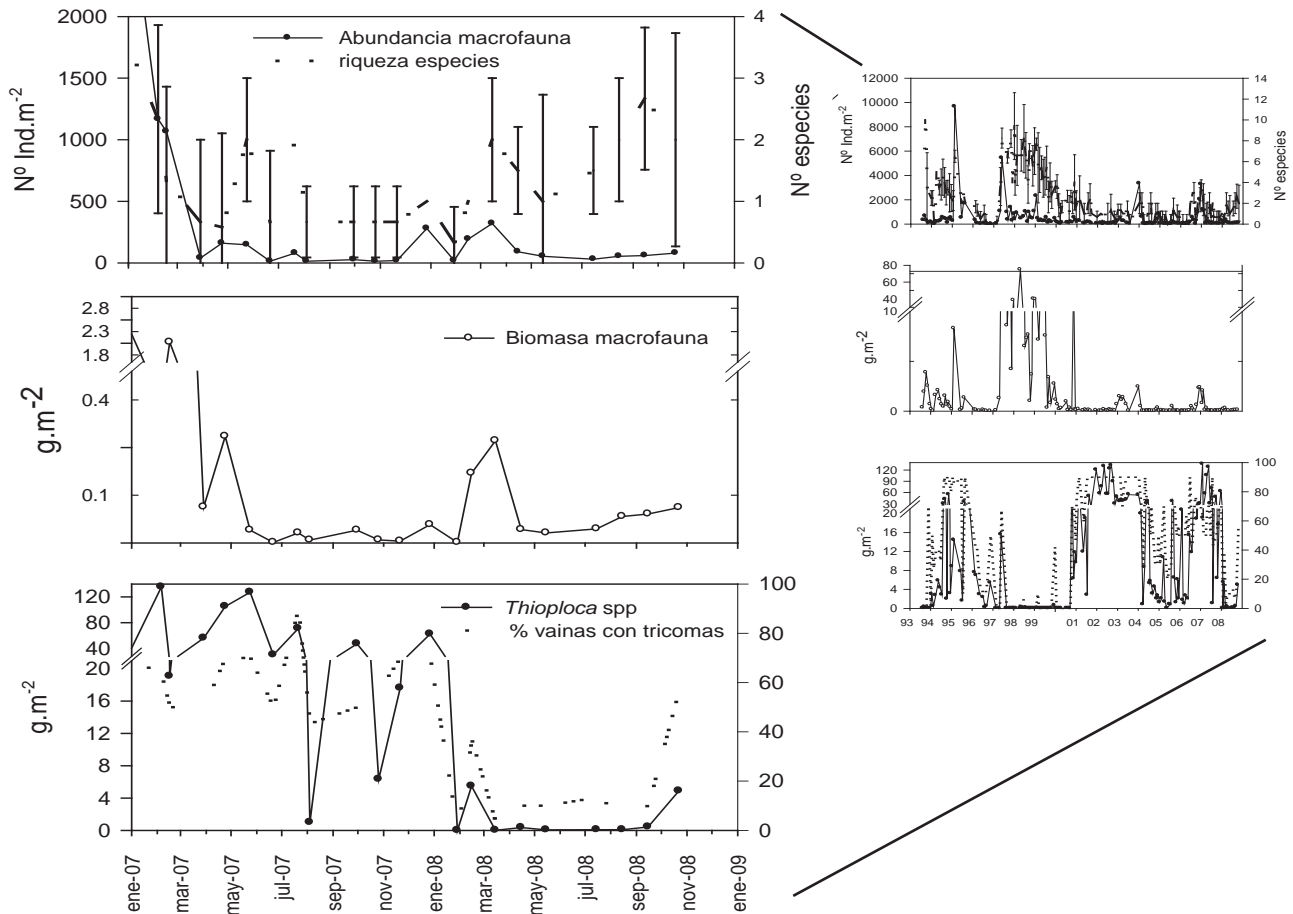 2000
1500
1000
500
0
Nº Ind.m-2
Abundancia macrofauna
riqueza especies
4
3
2
1
0
Nº especies
2.8
2.3
1.8
0.4
0.1
g.m-2
Biomasa macrofauna
120
80
40
20
16
12
8
4
0
g.m-2
Thioploca spp
% vainas con tricomas
100
80
60
40
20
0
ene-07
mar-07
may-07
jul-07
sep-07
nov-07
ene-08
mar-08
may-08
jul-08
sep-08
nov-08
ene-09
12000
10000
8000
6000
4000
2000
0
Nº Ind.m-2
14
12
10
8
6
4
2
0
Nº especies
80
60
40
10
0
g.m-2
120
90
60
30
20
16
12
8
4
0
g.m-2
100
80
60
40
20
0
93 94 95 96 97 98 99 01 02 03 04 05 06 07 08